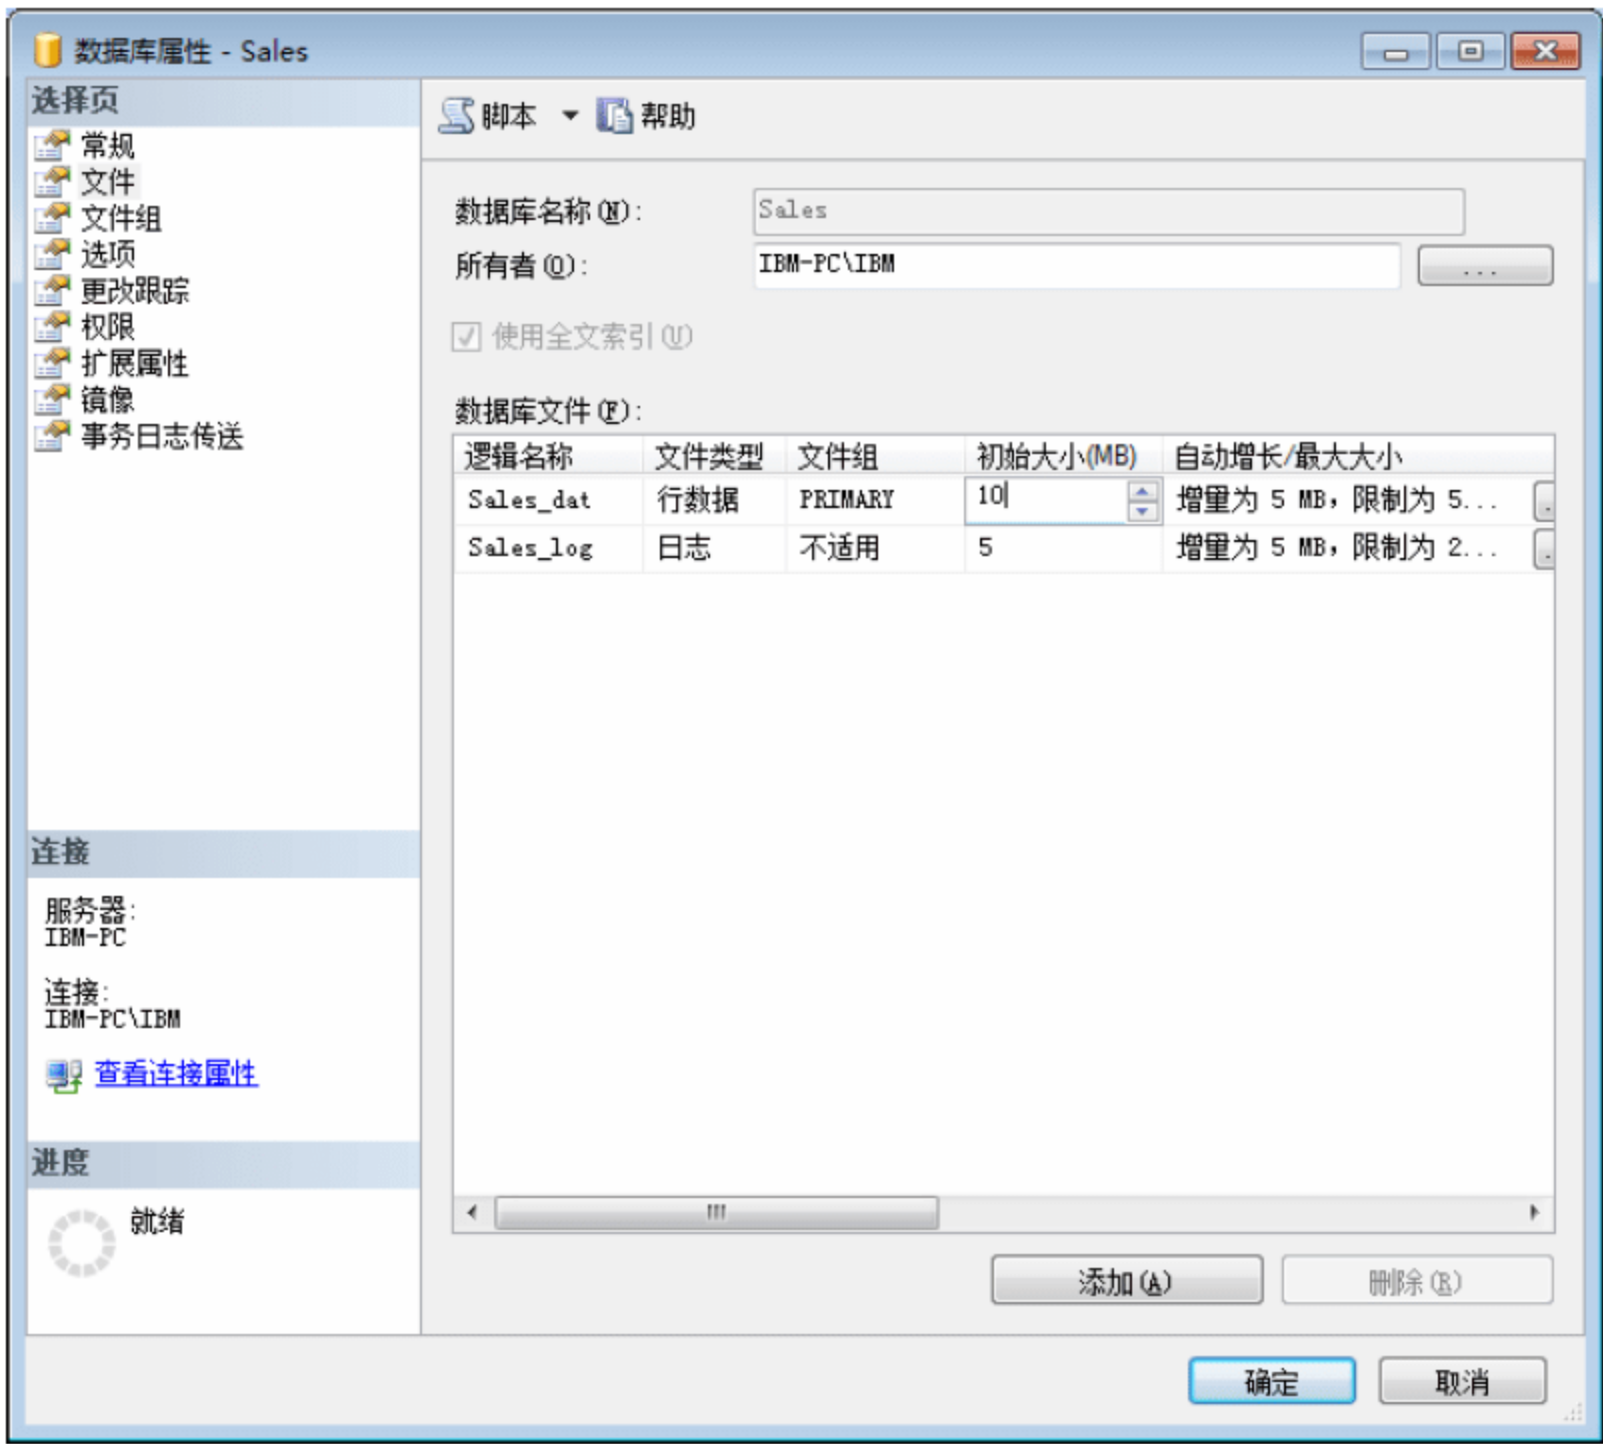 数据库属性 - Sales
选择页
常规
文件
文件组
选项
更改跟踪
权限
扩展属性
镜像
事务日志传送
连接
服务器:
IBM-PC
连接:
IBM-PC\IBM
查看连接属性
进度
就绪
脚本 帮助
数据库名称(N): Sales
所有者(O): IBM-PC\IBM ...
使用全文索引(U)
数据库文件(F):
逻辑名称 文件类型 文件组 初始大小(MB) 自动增长/最大大小
Sales_dat 行数据 PRIMARY 10 增量为 5 MB，限制为 5...
Sales_log 日志 不适用 5 增量为 5 MB，限制为 2...
添加(A) 删除(R)
确定 取消